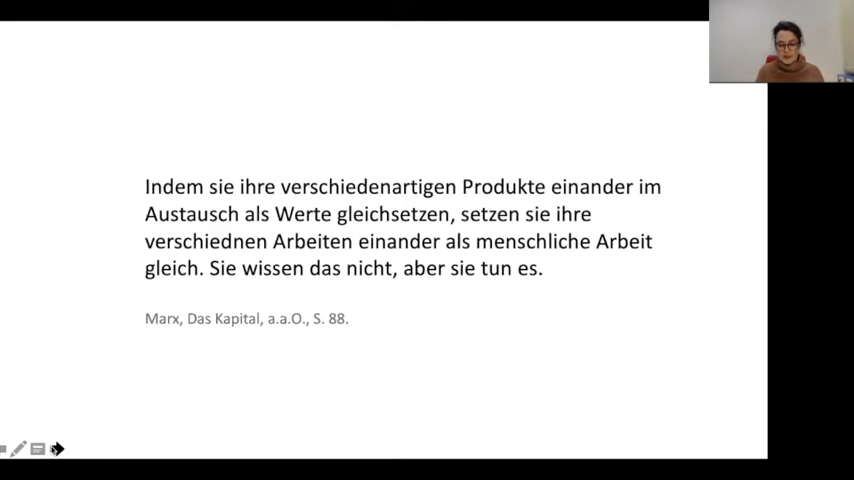 Indem sie ihre verschiedenartigen Produkte einander im
Austausch als Werte gleichsetzen, setzen sie ihre
verschiednen Arbeiten einander als menschliche Arbeit
gleich. Sie wissen das nicht, aber sie tun es.
Marx, Das Kapital, a.a.O., S. 88.